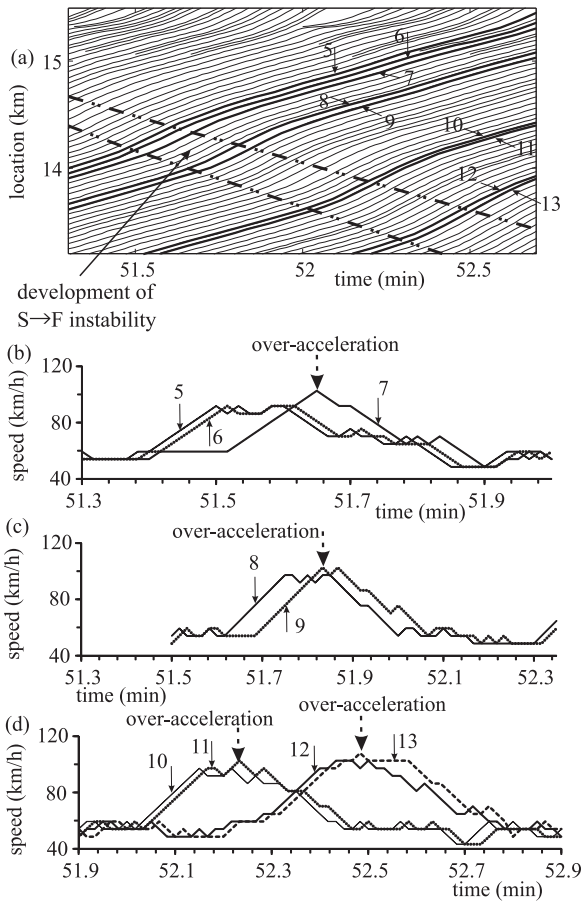 (a)
location (km)
15
14
5
6
7
8
9
10
11
12
13
51.5
52
52.5
time (min)
development of
S→F instability
(b)
over-acceleration
speed (km/h)
120
80
40
5
6
7
51.3
51.5
51.7
51.9
time (min)
(c)
over-acceleration
speed (km/h)
120
80
40
8
9
51.3
51.5
51.7
51.9
52.1
52.3
time (min)
(d)
over-acceleration
over-acceleration
speed (km/h)
120
80
40
10
11
12
13
51.9
52.1
52.3
52.5
52.7
52.9
time (min)